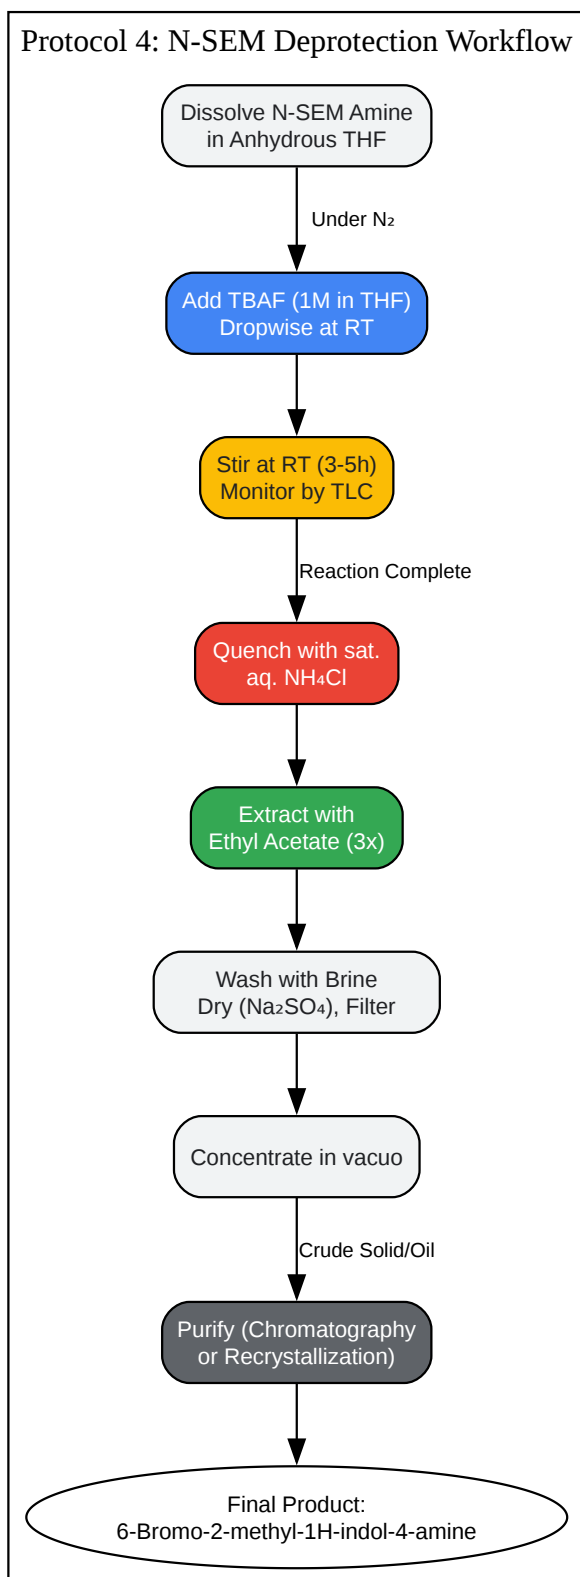 Protocol 4: N-SEM Deprotection Workflow
Dissolve N-SEM Amine
in Anhydrous THF
Under N₂
Add TBAF (1M in THF)
Dropwise at RT
Stir at RT (3-5h)
Monitor by TLC
Reaction Complete
Quench with sat.
aq. NH₄Cl
Extract with
Ethyl Acetate (3x)
Wash with Brine
Dry (Na₂SO₄), Filter
Concentrate in vacuo
Crude Solid/Oil
Purify (Chromatography
or Recrystallization)
Final Product:
6-Bromo-2-methyl-1H-indol-4-amine